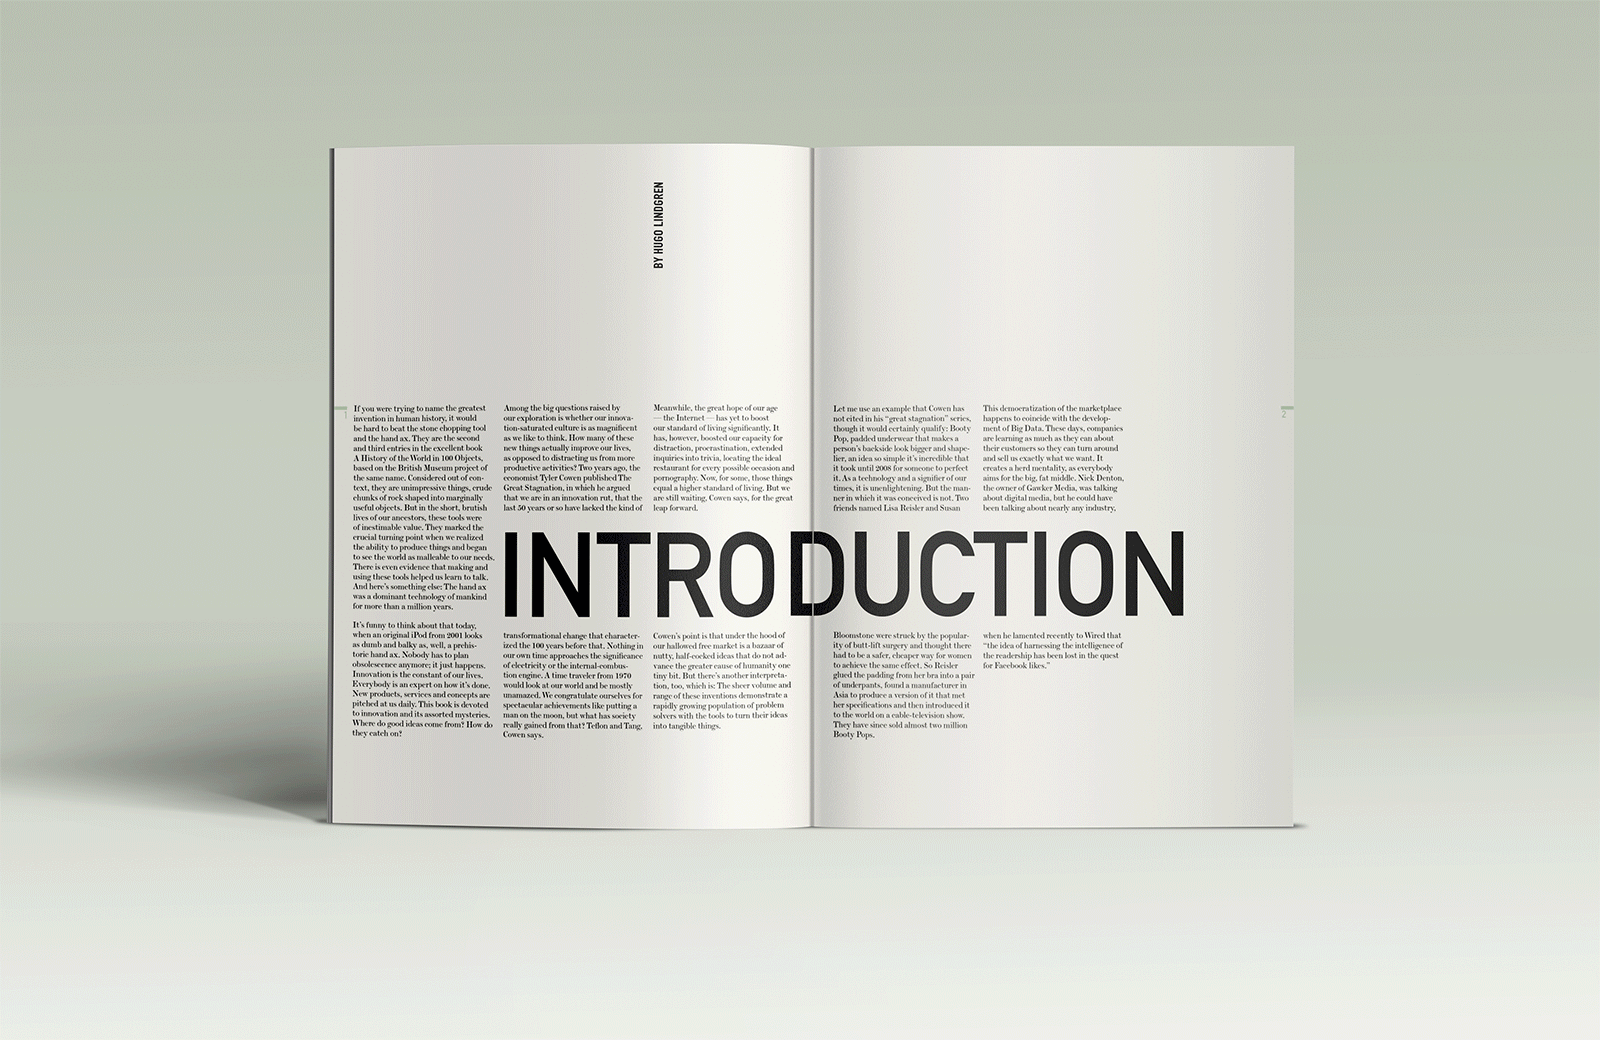 BY HUGO LINDGREN
1
If you were trying to name the greatest
invention in human history, it would
be hard to beat the stone chopping tool
and the hand ax. They are the second
and third entries in the excellent book
A History of the World in 100 Objects,
based on the British Museum project of
the same name. Considered out of con-
text, they are unimpressive things, crude
chunks of rock shaped into marginally
useful objects. But in the short, brutish
lives of our ancestors, these tools were
of inestimable value. They marked the
crucial turning point when we realized
the ability to produce things and began
to see the world as malleable to our needs.
There is even evidence that making and
using these tools helped us learn to talk.
And here's something else: The hand ax
was a dominant technology of mankind
for more than a million years.
It's funny to think about that today,
when an original iPod from 2001 looks
as dumb and balky as, well, a prehis-
toric hand ax. Nobody has to plan
obsolescence anymore; it just happens.
Innovation is the constant of our lives.
Everybody is an expert on how it's done.
New products, services and concepts are
pitched at us daily. This book is devoted
to innovation and its assorted mysteries.
Where do good ideas come from? How do
they catch on?
Among the big questions raised by
our exploration is whether our innova-
tion-saturated culture is as magnificent
as we like to think. How many of these
new things actually improve our lives,
as opposed to distracting us from more
productive activities? Two years ago, the
economist Tyler Cowen published The
Great Stagnation, in which he argued
that we are in an innovation rut, that the
last 50 years or so have lacked the kind of
INTRODUCTION
transformational change that character-
ized the 100 years before that. Nothing in
our own time approaches the significance
of electricity or the internal-combus-
tion engine. A time traveler from 1970
would look at our world and be mostly
unamazed. We congratulate ourselves for
spectacular achievements like putting a
man on the moon, but what has society
really gained from that? Teflon and Tang,
Cowen says.
Meanwhile, the great hope of our age
— the Internet — has yet to boost
our standard of living significantly. It
has, however, boosted our capacity for
distraction, procrastination, extended
inquiries into trivia, locating the ideal
restaurant for every possible occasion and
pornography. Now, for some, those things
equal a higher standard of living. But we
are still waiting, Cowen says, for the great
leap forward.
Cowen's point is that under the hood of
our hallowed free market is a bazaar of
nutty, half-cocked ideas that do not ad-
vance the greater cause of humanity one
tiny bit. But there's another interpreta-
tion, too, which is: The sheer volume and
range of these inventions demonstrate a
rapidly growing population of problem
solvers with the tools to turn their ideas
into tangible things.
Let me use an example that Cowen has
not cited in his "great stagnation" series,
though it would certainly qualify: Booty
Pop, padded underwear that makes a
person's backside look bigger and shape-
lier, an idea so simple it's incredible that
it took until 2008 for someone to perfect
it. As a technology and a signifier of our
times, it is unenlightening. But the man-
ner in which it was conceived is not. Two
friends named Lisa Reisler and Susan
Bloomstone were struck by the popular-
ity of butt-lift surgery and thought there
had to be a safer, cheaper way for women
to achieve the same effect. So Reisler
glued the padding from her bra into a pair
of underpants, found a manufacturer in
Asia to produce a version of it that met
her specifications and then introduced it
to the world on a cable-television show.
They have since sold almost two million
Booty Pops.
This democratization of the marketplace
happens to coincide with the develop-
ment of Big Data. These days, companies
are learning as much as they can about
their customers so they can turn around
and sell us exactly what we want. It
creates a herd mentality, as everybody
aims for the big, fat middle. Nick Denton,
the owner of Gawker Media, was talking
about digital media, but he could have
been talking about nearly any industry,
when he lamented recently to Wired that
"the idea of harnessing the intelligence of
the readership has been lost in the quest
for Facebook likes."
2